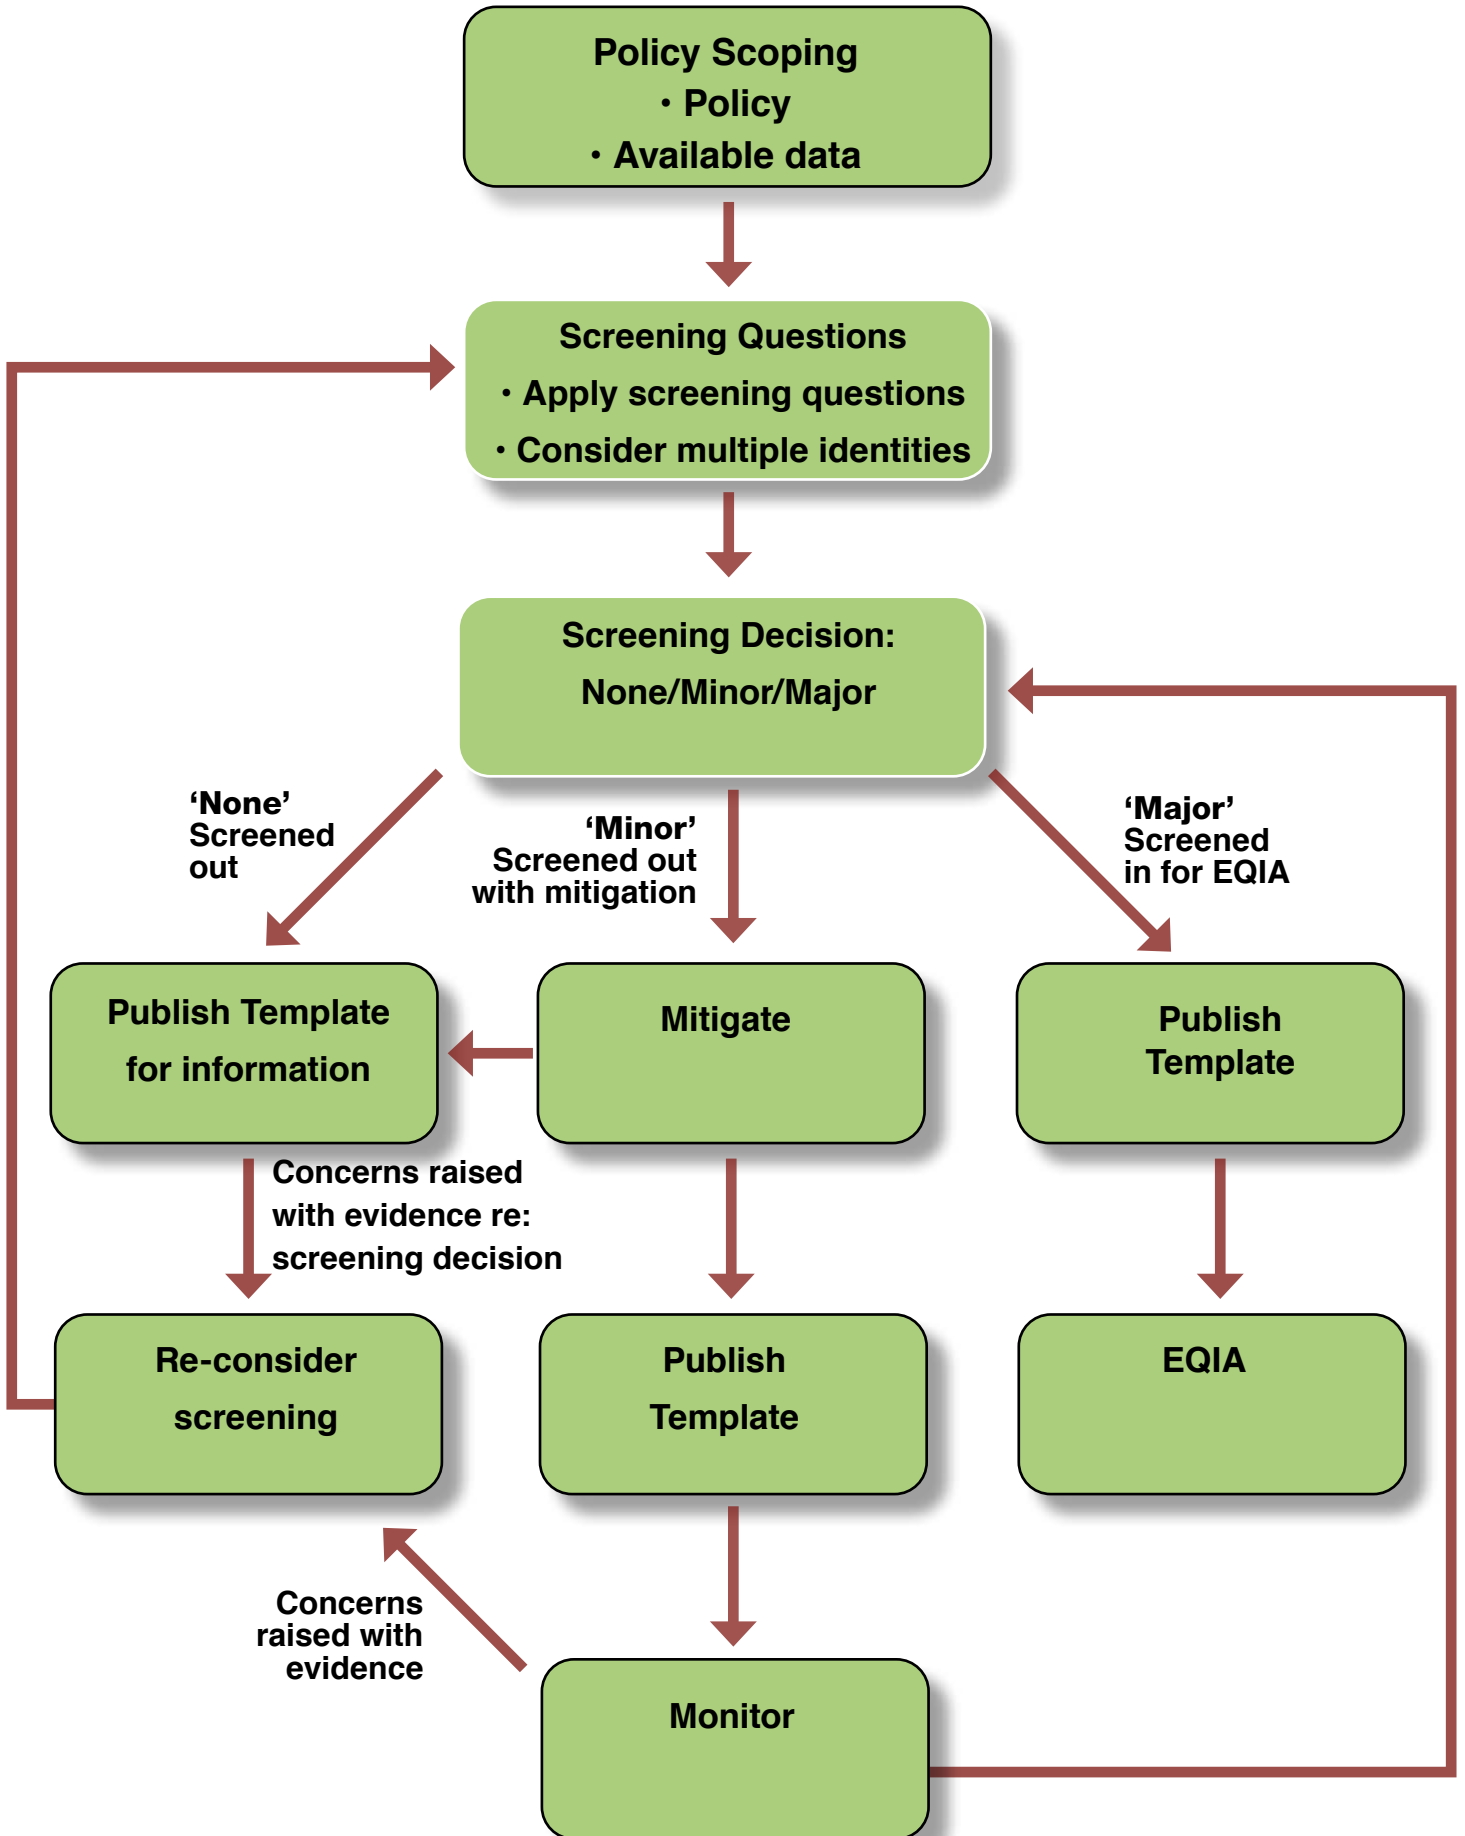 Policy Scoping
• Policy
• Available data
Screening Questions
• Apply screening questions
• Consider multiple identities
Screening Decision:
None/Minor/Major
‘None’
Screened
out
‘Minor’
Screened out
with mitigation
‘Major’
Screened
in for EQIA
Publish Template
for information
Mitigate
Publish
Template
Concerns raised
with evidence re:
screening decision
Re-consider
screening
Publish
Template
EQIA
Concerns
raised with
evidence
Monitor